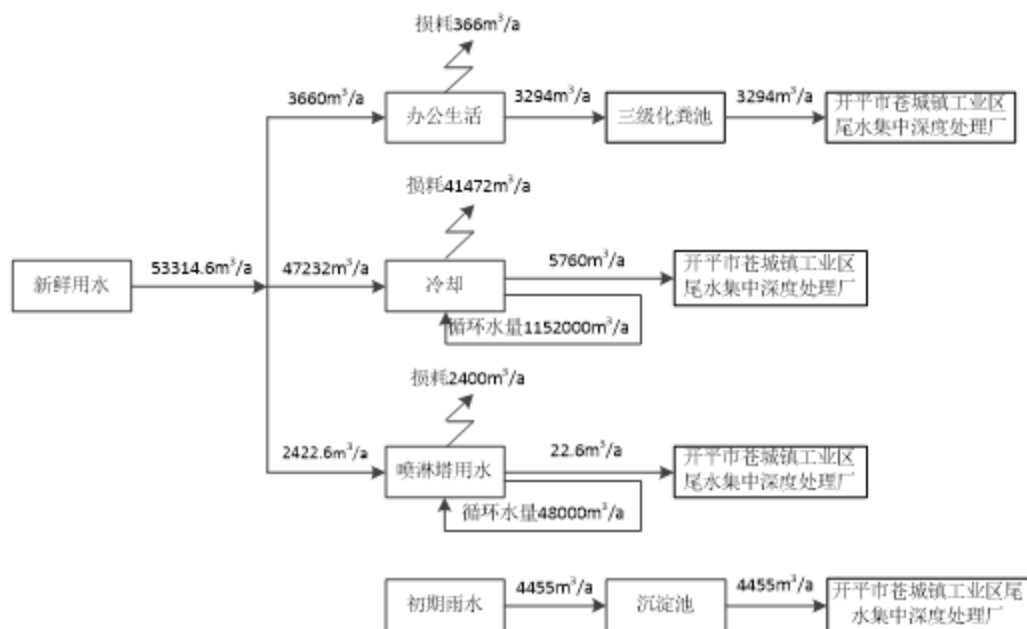 损耗366m³/a
3660m³/a
办公生活
3294m³/a
三级化粪池
3294m³/a
开平市苍城镇工业区
尾水集中深度处理厂
损耗41472m³/a
新鲜用水
53314.6m³/a
47232m³/a
冷却
5760m³/a
开平市苍城镇工业区
尾水集中深度处理厂
循环水量1152000m³/a
损耗2400m³/a
2422.6m³/a
喷淋塔用水
22.6m³/a
开平市苍城镇工业区
尾水集中深度处理厂
循环水量48000m³/a
初期雨水
4455m³/a
沉淀池
4455m³/a
开平市苍城镇工业区尾
水集中深度处理厂